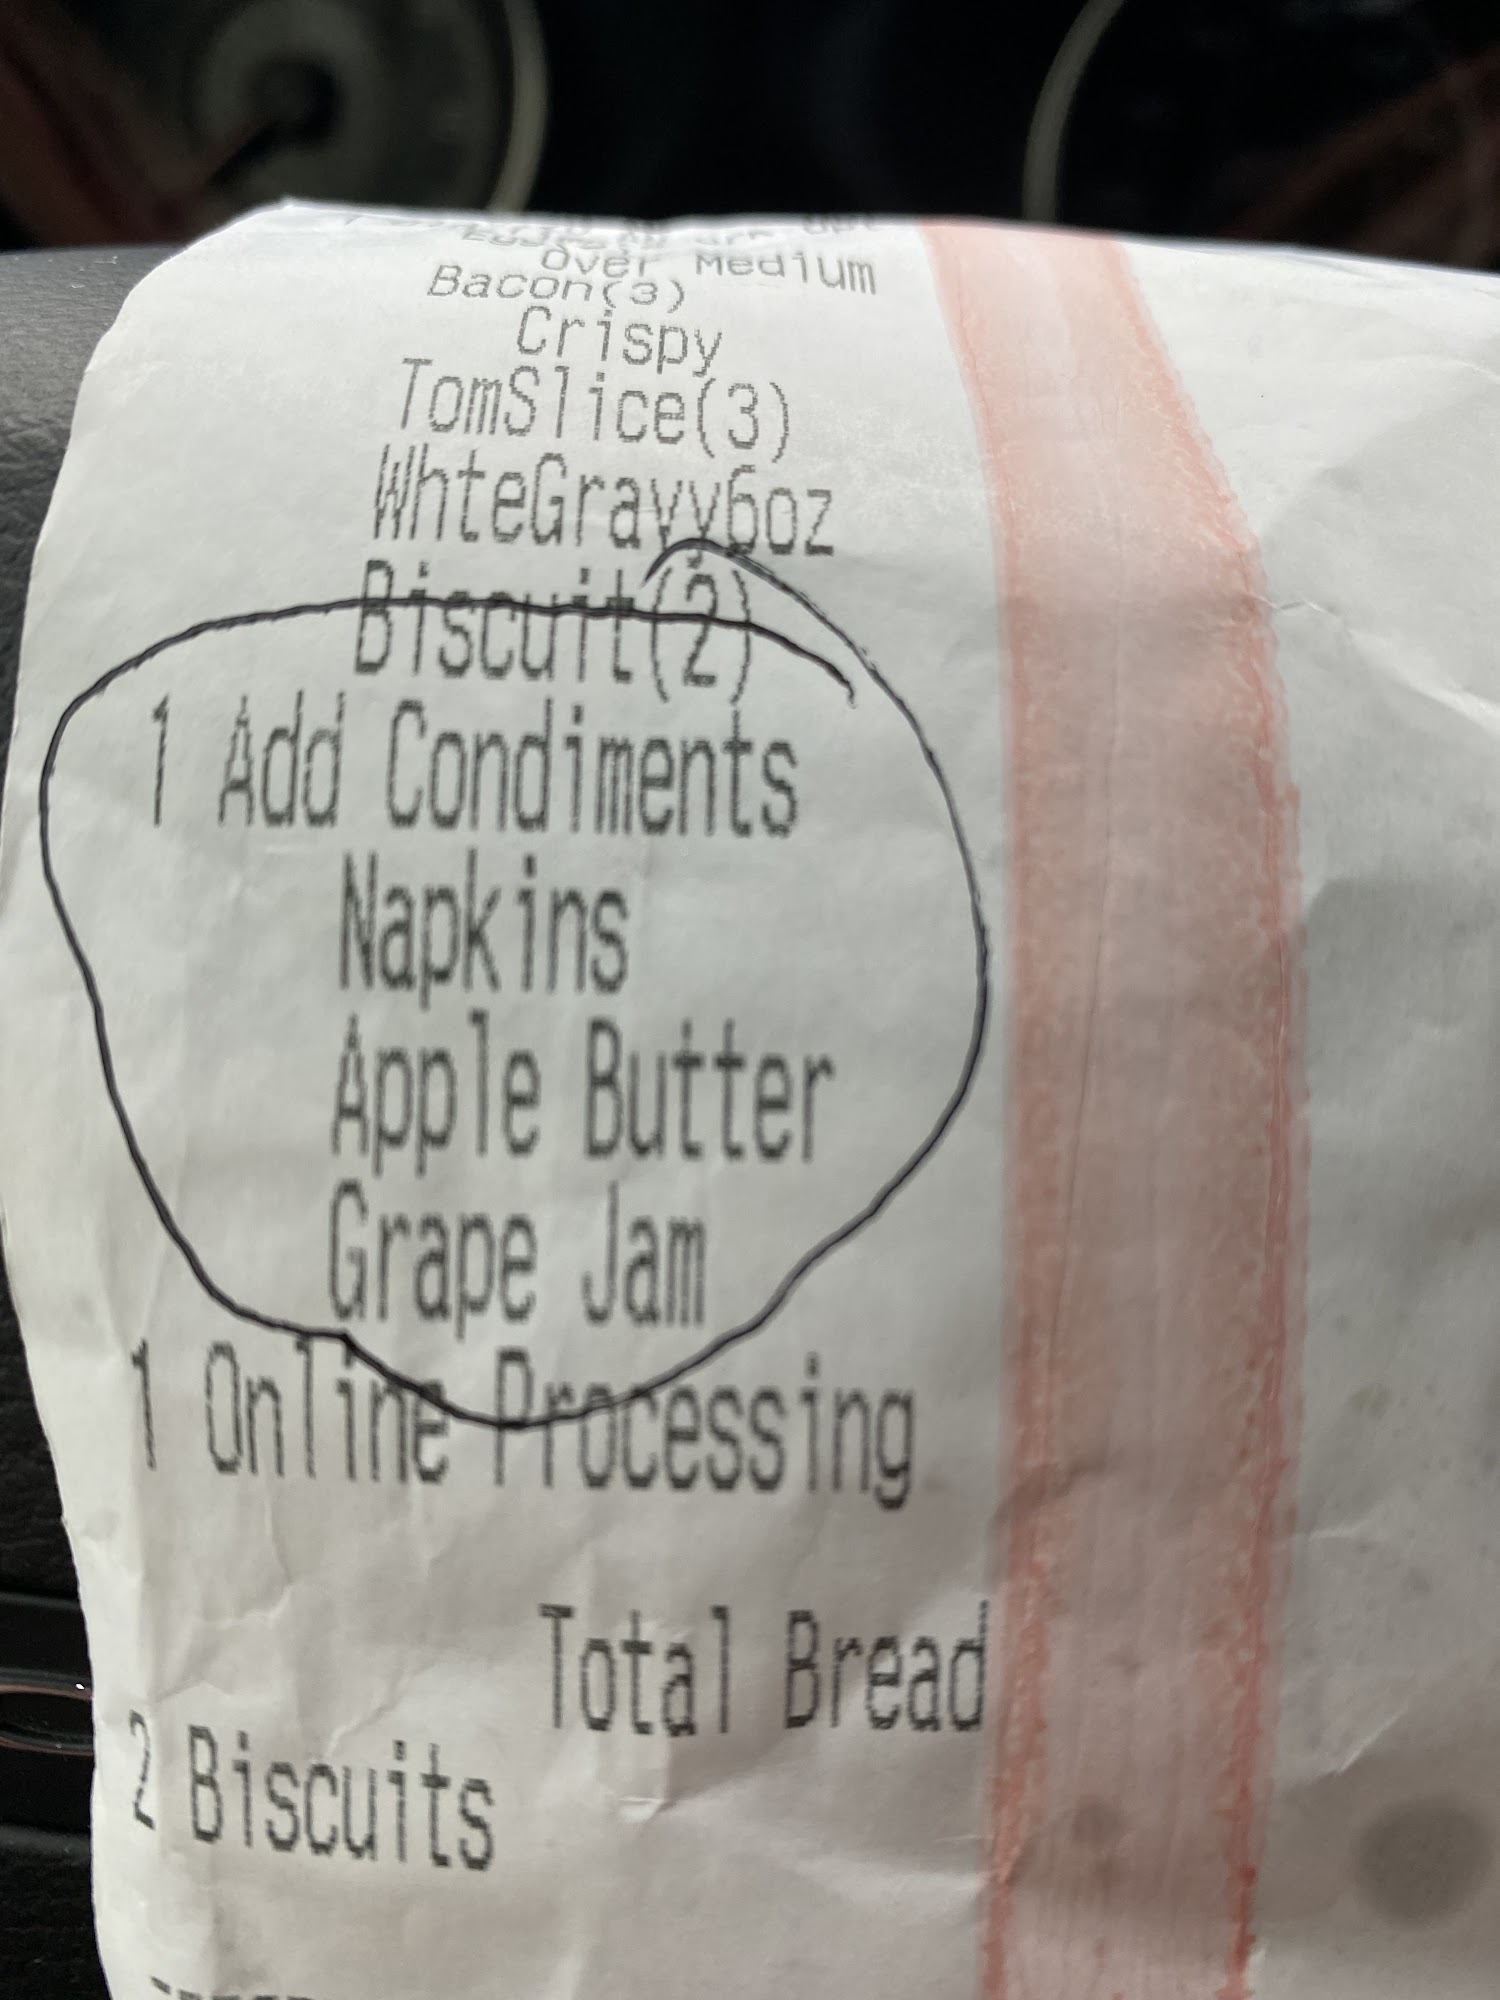 Over Medium
Bacon(3)
Crispy
TomSlice(3)
WhteGravy6oz
Biscuit(2)
1 Add Condiments
Napkins
Apple Butter
Grape Jam
1 Online Processing
Total Bread
2 Biscuits